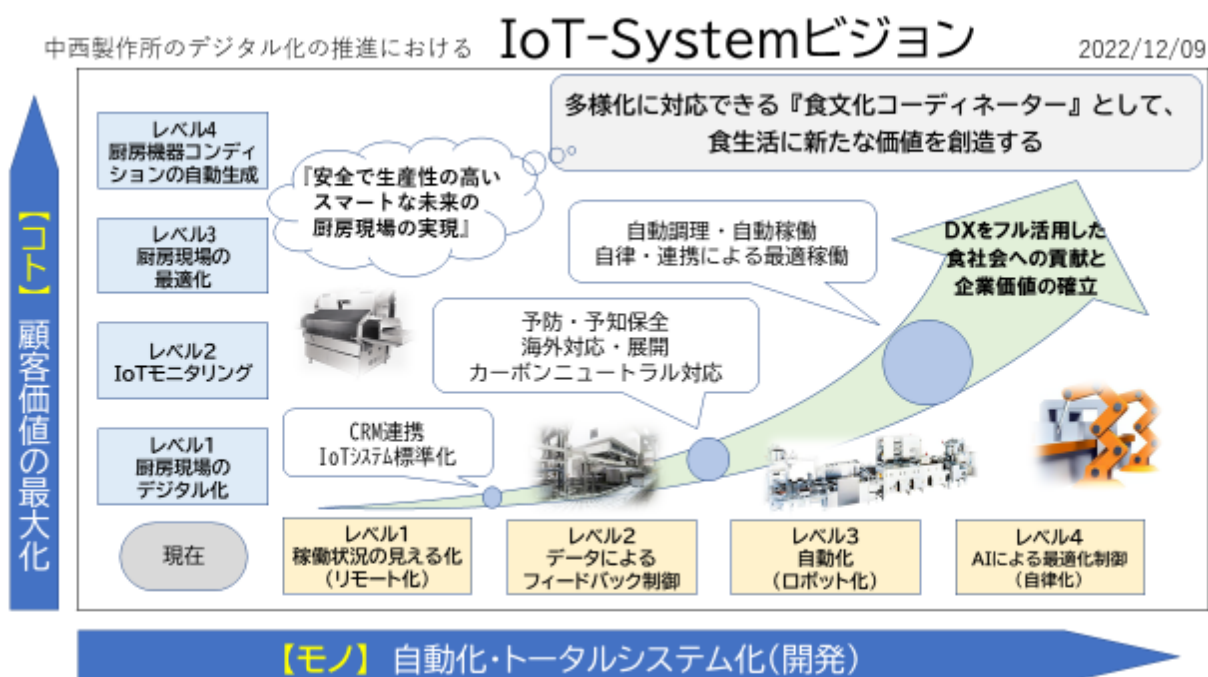 中西製作所のデジタル化の推進における IoT-Systemビジョン 2022/12/09
多様化に対応できる『食文化コーディネーター』として、
食生活に新たな価値を創造する
レベル4
厨房機器コンディ
ションの自動生成
『安全で生産性の高い
スマートな未来の
厨房現場の実現』
レベル3
厨房現場の
最適化
自動調理・自動稼働
自律・連携による最適稼働
DXをフル活用した
食社会への貢献と
企業価値の確立
予防・予知保全
海外対応・展開
カーボンニュートラル対応
レベル2
IoTモニタリング
CRM連携
IoTシステム標準化
レベル1
厨房現場の
デジタル化
【コト】 顧客価値の最大化
現在
レベル1
稼働状況の見える化
(リモート化)
レベル2
データによる
フィードバック制御
レベル3
自動化
(ロボット化)
レベル4
AIによる最適化制御
(自律化)
【モノ】 自動化・トータルシステム化(開発)